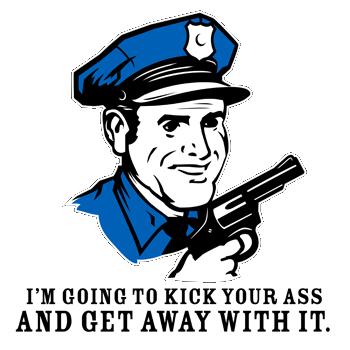 I'M GOING TO KICK YOUR ASS
AND GET AWAY WITH IT.